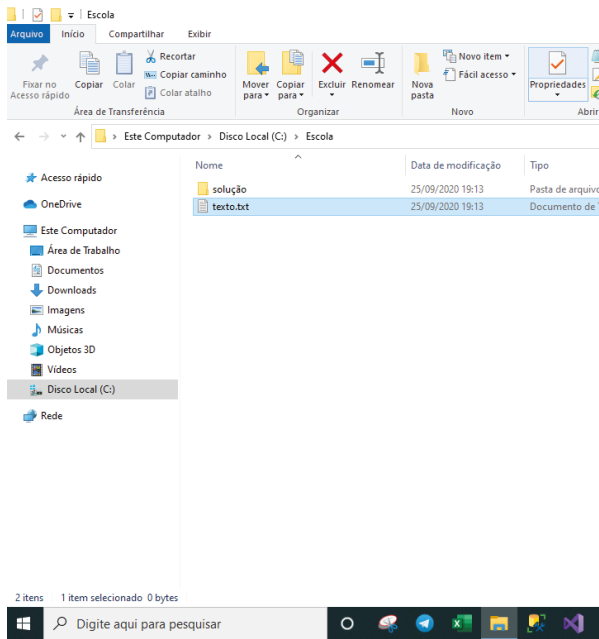 Escola
Arquivo Início Compartilhar Exibir
Fixar no Acesso rápido
Copiar
Colar
Recortar
Copiar caminho
Colar atalho
Mover para
Copiar para
Excluir
Renomear
Nova pasta
Novo item
Fácil acesso
Propriedades
Área de Transferência Organizar Novo Abrir
Este Computador > Disco Local (C:) > Escola
Nome Data de modificação Tipo
Acesso rápido
OneDrive
Este Computador
Área de Trabalho
Documentos
Downloads
Imagens
Músicas
Objetos 3D
Vídeos
Disco Local (C:)
Rede
solução 25/09/2020 19:13 Pasta de arquivo
texto.txt 25/09/2020 19:13 Documento de
2 itens 1 item selecionado 0 bytes
Digite aqui para pesquisar